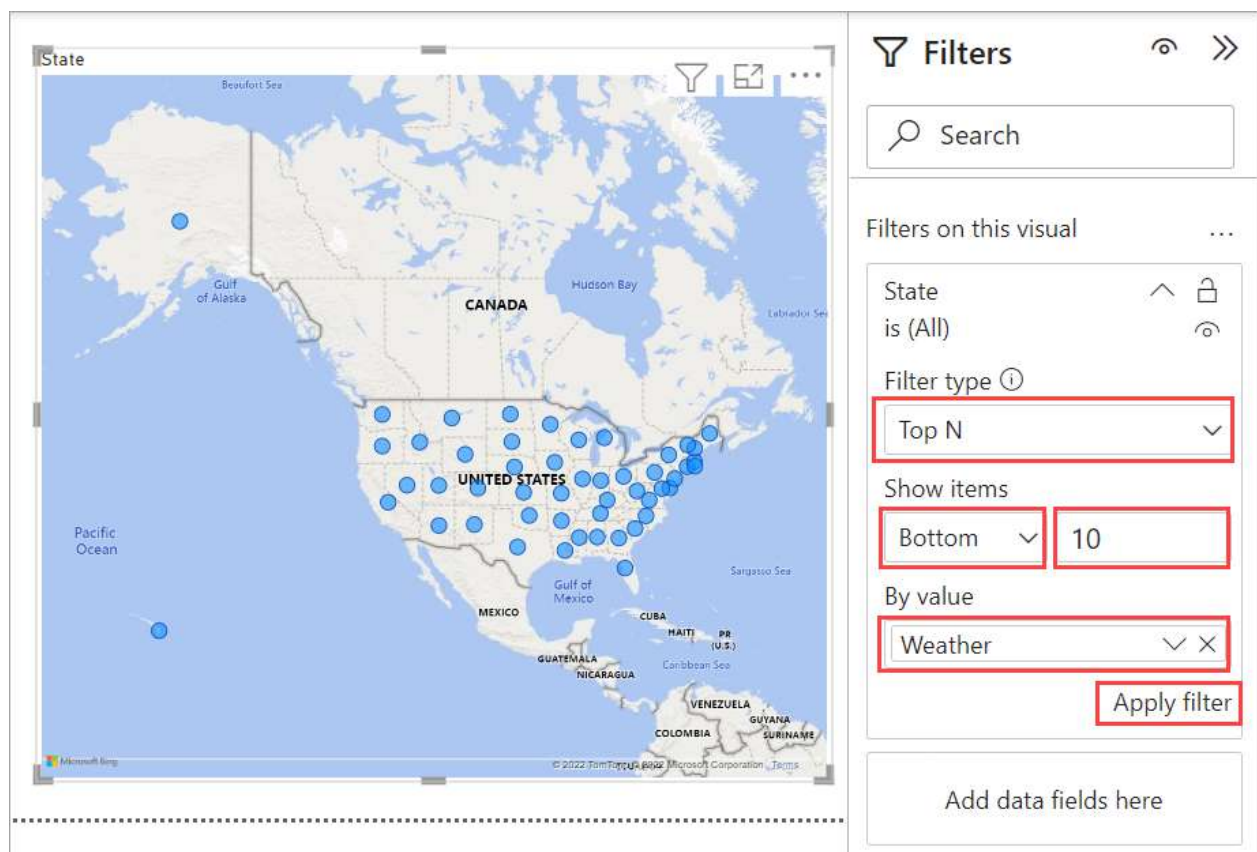 State
Beaufort Sea
Gulf
of Alaska
Hudson Bay
CANADA
Labrador Sea
UNITED STATES
Pacific
Ocean
Sargasso Sea
Gulf of
Mexico
MEXICO
CUBA
HAITI
PR
(U.S.)
GUATEMALA
Caribbean Sea
NICARAGUA
VENEZUELA
GUYANA
COLOMBIA
SURINAME
Microsoft Bing
© 2022 TomTom, © 2022 Microsoft Corporation
Terms
Filters
Search
Filters on this visual
...
State
is (All)
Filter type
Top N
Show items
Bottom
10
By value
Weather
Apply filter
Add data fields here